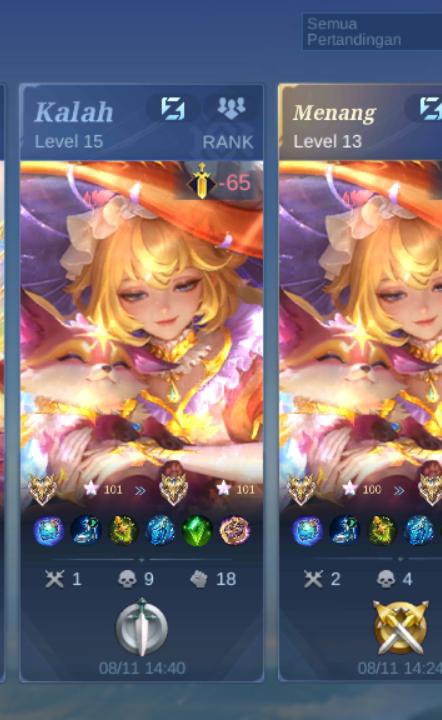 Semua
Pertandingan
Kalah
Level 15
RANK
-65
101 » 101
1 9 18
08/11 14:40
Menang
Level 13
100 »
2 4
08/11 14:24